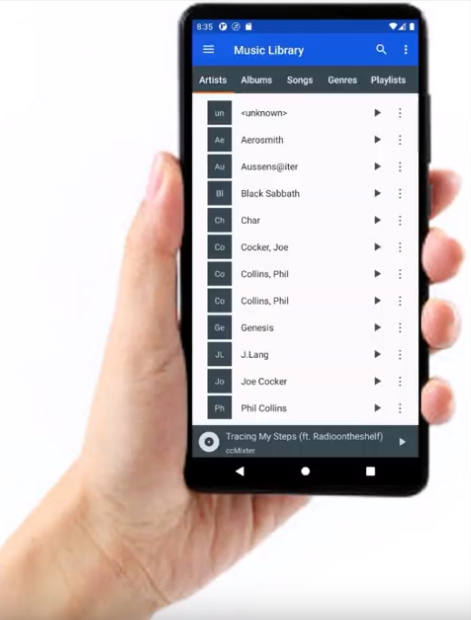 8:35
Music Library
Artists Albums Songs Genres Playlists
un <unknown>
Ae Aerosmith
Au Aussens@iter
Bl Black Sabbath
Ch Char
Co Cocker, Joe
Co Collins, Phil
Co Collins, Phil
Ge Genesis
JL J.Lang
Jo Joe Cocker
Ph Phil Collins
Tracing My Steps (ft. Radioontheshelf)
ccMixter